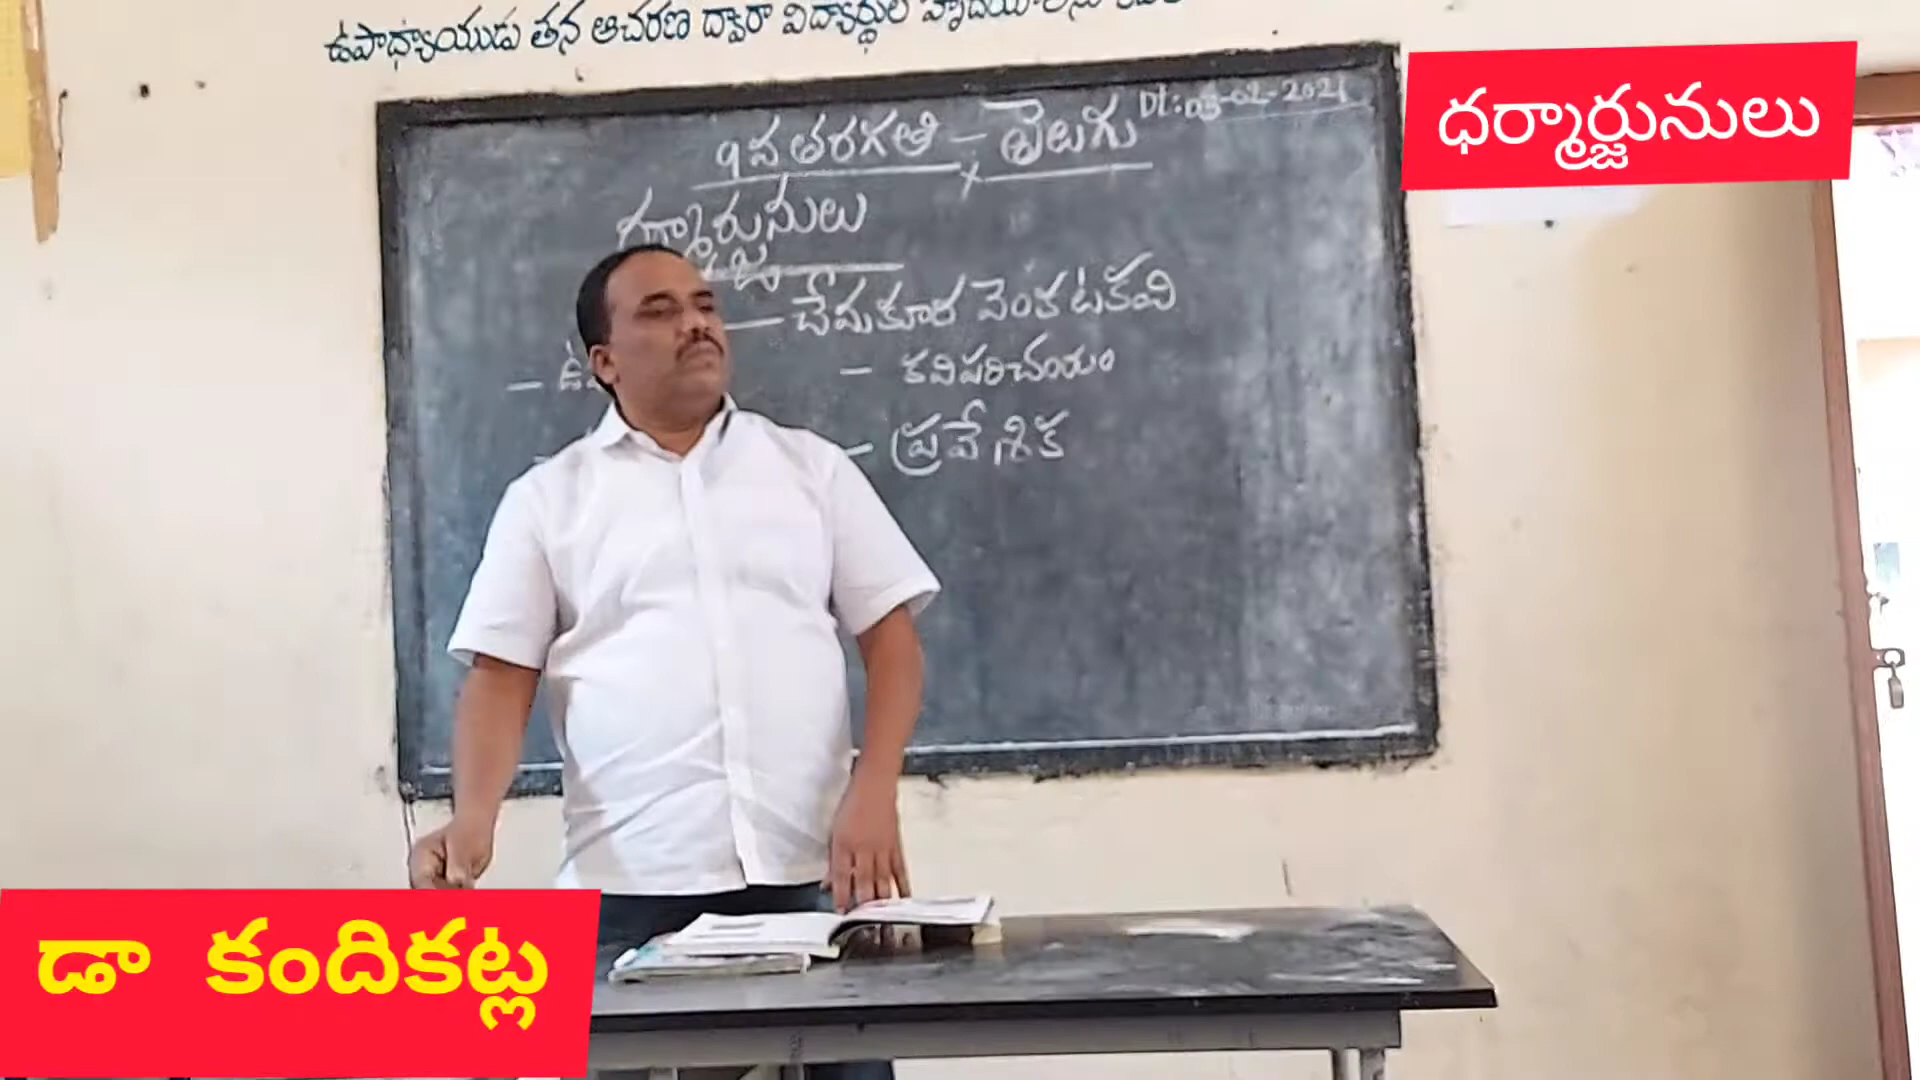 ఉపాధ్యాయుడు తన ఆచరణ ద్వారా విద్యార్థుల
ధర్మార్జునులు
Dt:03-02-2021
9వ తరగతి - తెలుగు
ధర్మార్జునులు
- చేమకూర వెంకటకవి
- కవిపరిచయం
- ప్రవేశిక
డా కందికట్ల